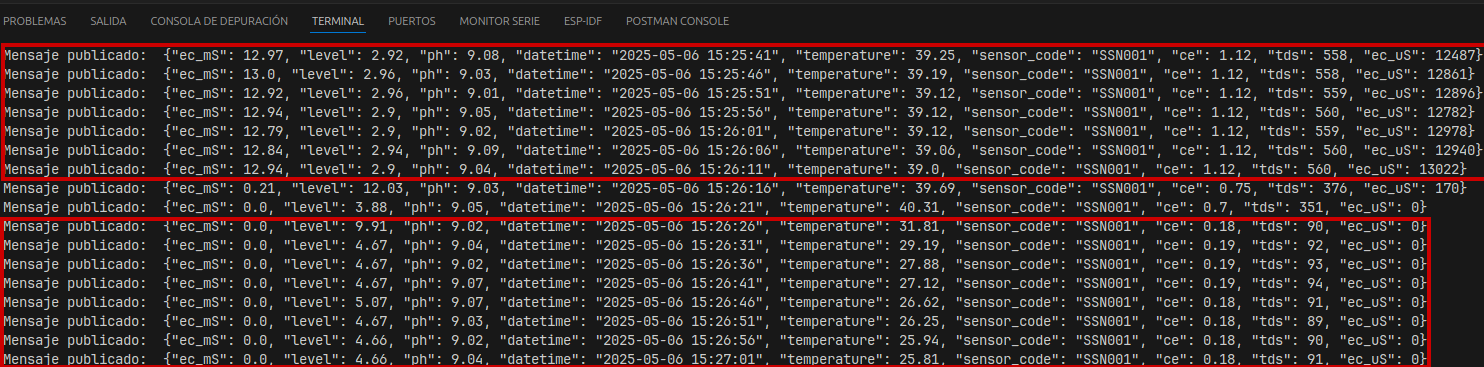 PROBLEMAS SALIDA CONSOLA DE DEPURACIÓN TERMINAL PUERTOS MONITOR SERIE ESP-IDF POSTMAN CONSOLE
Mensaje publicado:  {"ec_mS": 12.97, "level": 2.92, "ph": 9.08, "datetime": "2025-05-06 15:25:41", "temperature": 39.25, "sensor_code": "SSN001", "ce": 1.12, "tds": 558, "ec_uS": 12487}
Mensaje publicado:  {"ec_mS": 13.0, "level": 2.96, "ph": 9.03, "datetime": "2025-05-06 15:25:46", "temperature": 39.19, "sensor_code": "SSN001", "ce": 1.12, "tds": 558, "ec_uS": 12861}
Mensaje publicado:  {"ec_mS": 12.92, "level": 2.96, "ph": 9.01, "datetime": "2025-05-06 15:25:51", "temperature": 39.12, "sensor_code": "SSN001", "ce": 1.12, "tds": 559, "ec_uS": 12896}
Mensaje publicado:  {"ec_mS": 12.94, "level": 2.9, "ph": 9.05, "datetime": "2025-05-06 15:25:56", "temperature": 39.12, "sensor_code": "SSN001", "ce": 1.12, "tds": 560, "ec_uS": 12782}
Mensaje publicado:  {"ec_mS": 12.79, "level": 2.9, "ph": 9.02, "datetime": "2025-05-06 15:26:01", "temperature": 39.12, "sensor_code": "SSN001", "ce": 1.12, "tds": 559, "ec_uS": 12978}
Mensaje publicado:  {"ec_mS": 12.84, "level": 2.94, "ph": 9.09, "datetime": "2025-05-06 15:26:06", "temperature": 39.06, "sensor_code": "SSN001", "ce": 1.12, "tds": 560, "ec_uS": 12940}
Mensaje publicado:  {"ec_mS": 12.94, "level": 2.9, "ph": 9.04, "datetime": "2025-05-06 15:26:11", "temperature": 39.0, "sensor_code": "SSN001", "ce": 1.12, "tds": 560, "ec_uS": 13022}
Mensaje publicado:  {"ec_mS": 0.21, "level": 12.03, "ph": 9.03, "datetime": "2025-05-06 15:26:16", "temperature": 39.69, "sensor_code": "SSN001", "ce": 0.75, "tds": 376, "ec_uS": 170}
Mensaje publicado:  {"ec_mS": 0.0, "level": 3.88, "ph": 9.05, "datetime": "2025-05-06 15:26:21", "temperature": 40.31, "sensor_code": "SSN001", "ce": 0.7, "tds": 351, "ec_uS": 0}
Mensaje publicado:  {"ec_mS": 0.0, "level": 9.91, "ph": 9.02, "datetime": "2025-05-06 15:26:26", "temperature": 31.81, "sensor_code": "SSN001", "ce": 0.18, "tds": 90, "ec_uS": 0}
Mensaje publicado:  {"ec_mS": 0.0, "level": 4.67, "ph": 9.04, "datetime": "2025-05-06 15:26:31", "temperature": 29.19, "sensor_code": "SSN001", "ce": 0.19, "tds": 92, "ec_uS": 0}
Mensaje publicado:  {"ec_mS": 0.0, "level": 4.67, "ph": 9.02, "datetime": "2025-05-06 15:26:36", "temperature": 27.88, "sensor_code": "SSN001", "ce": 0.19, "tds": 93, "ec_uS": 0}
Mensaje publicado:  {"ec_mS": 0.0, "level": 4.67, "ph": 9.07, "datetime": "2025-05-06 15:26:41", "temperature": 27.12, "sensor_code": "SSN001", "ce": 0.19, "tds": 94, "ec_uS": 0}
Mensaje publicado:  {"ec_mS": 0.0, "level": 5.07, "ph": 9.07, "datetime": "2025-05-06 15:26:46", "temperature": 26.62, "sensor_code": "SSN001", "ce": 0.18, "tds": 91, "ec_uS": 0}
Mensaje publicado:  {"ec_mS": 0.0, "level": 4.67, "ph": 9.03, "datetime": "2025-05-06 15:26:51", "temperature": 26.25, "sensor_code": "SSN001", "ce": 0.18, "tds": 89, "ec_uS": 0}
Mensaje publicado:  {"ec_mS": 0.0, "level": 4.66, "ph": 9.02, "datetime": "2025-05-06 15:26:56", "temperature": 25.94, "sensor_code": "SSN001", "ce": 0.18, "tds": 90, "ec_uS": 0}
Mensaje publicado:  {"ec_mS": 0.0, "level": 4.66, "ph": 9.04, "datetime": "2025-05-06 15:27:01", "temperature": 25.81, "sensor_code": "SSN001", "ce": 0.18, "tds": 91, "ec_uS": 0}